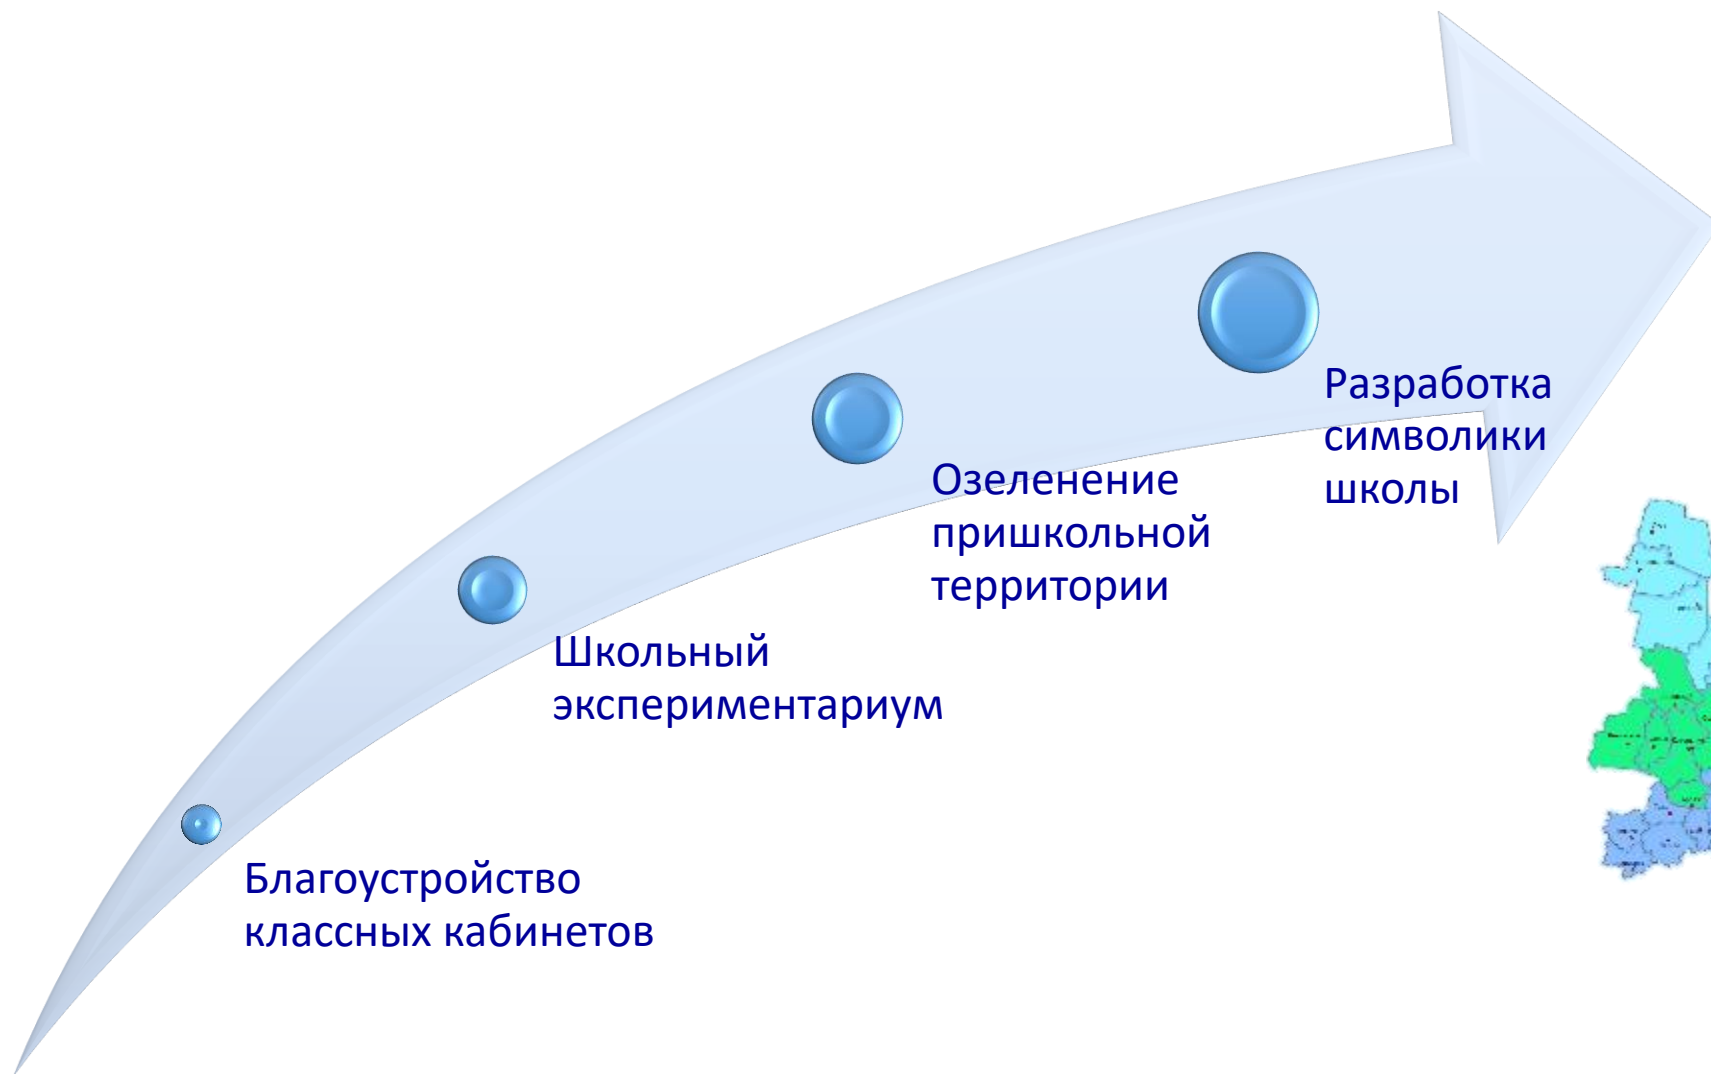 Разработка
символики
школы
Озеленение
пришкольной
территории
Школьный
экспериментариум
Благоустройство
классных кабинетов